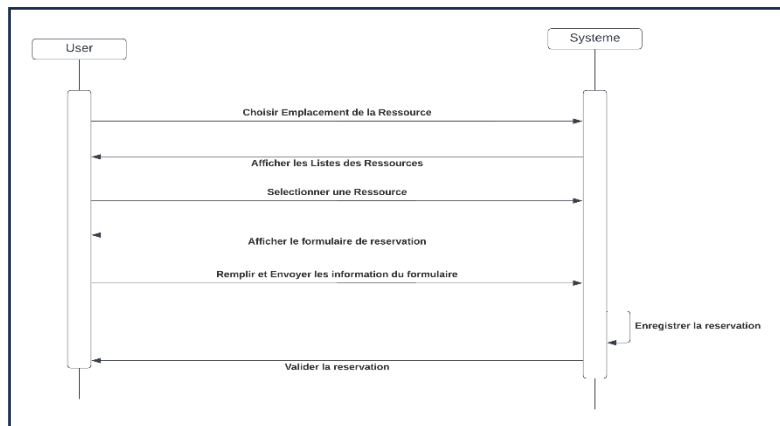 User
Systeme
Choisir Emplacement de la Ressource
Afficher les Listes des Ressources
Selectionner une Ressource
Afficher le formulaire de reservation
Remplir et Envoyer les information du formulaire
Enregistrer la reservation
Valider la reservation